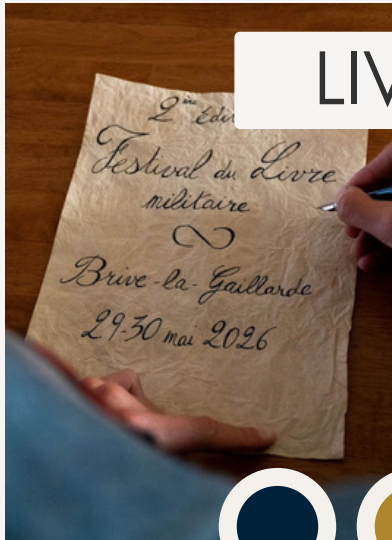 LIV
2ème Édi
Festival du Livre
militaire
Brive-la-Gaillarde
29-30 mai 2026